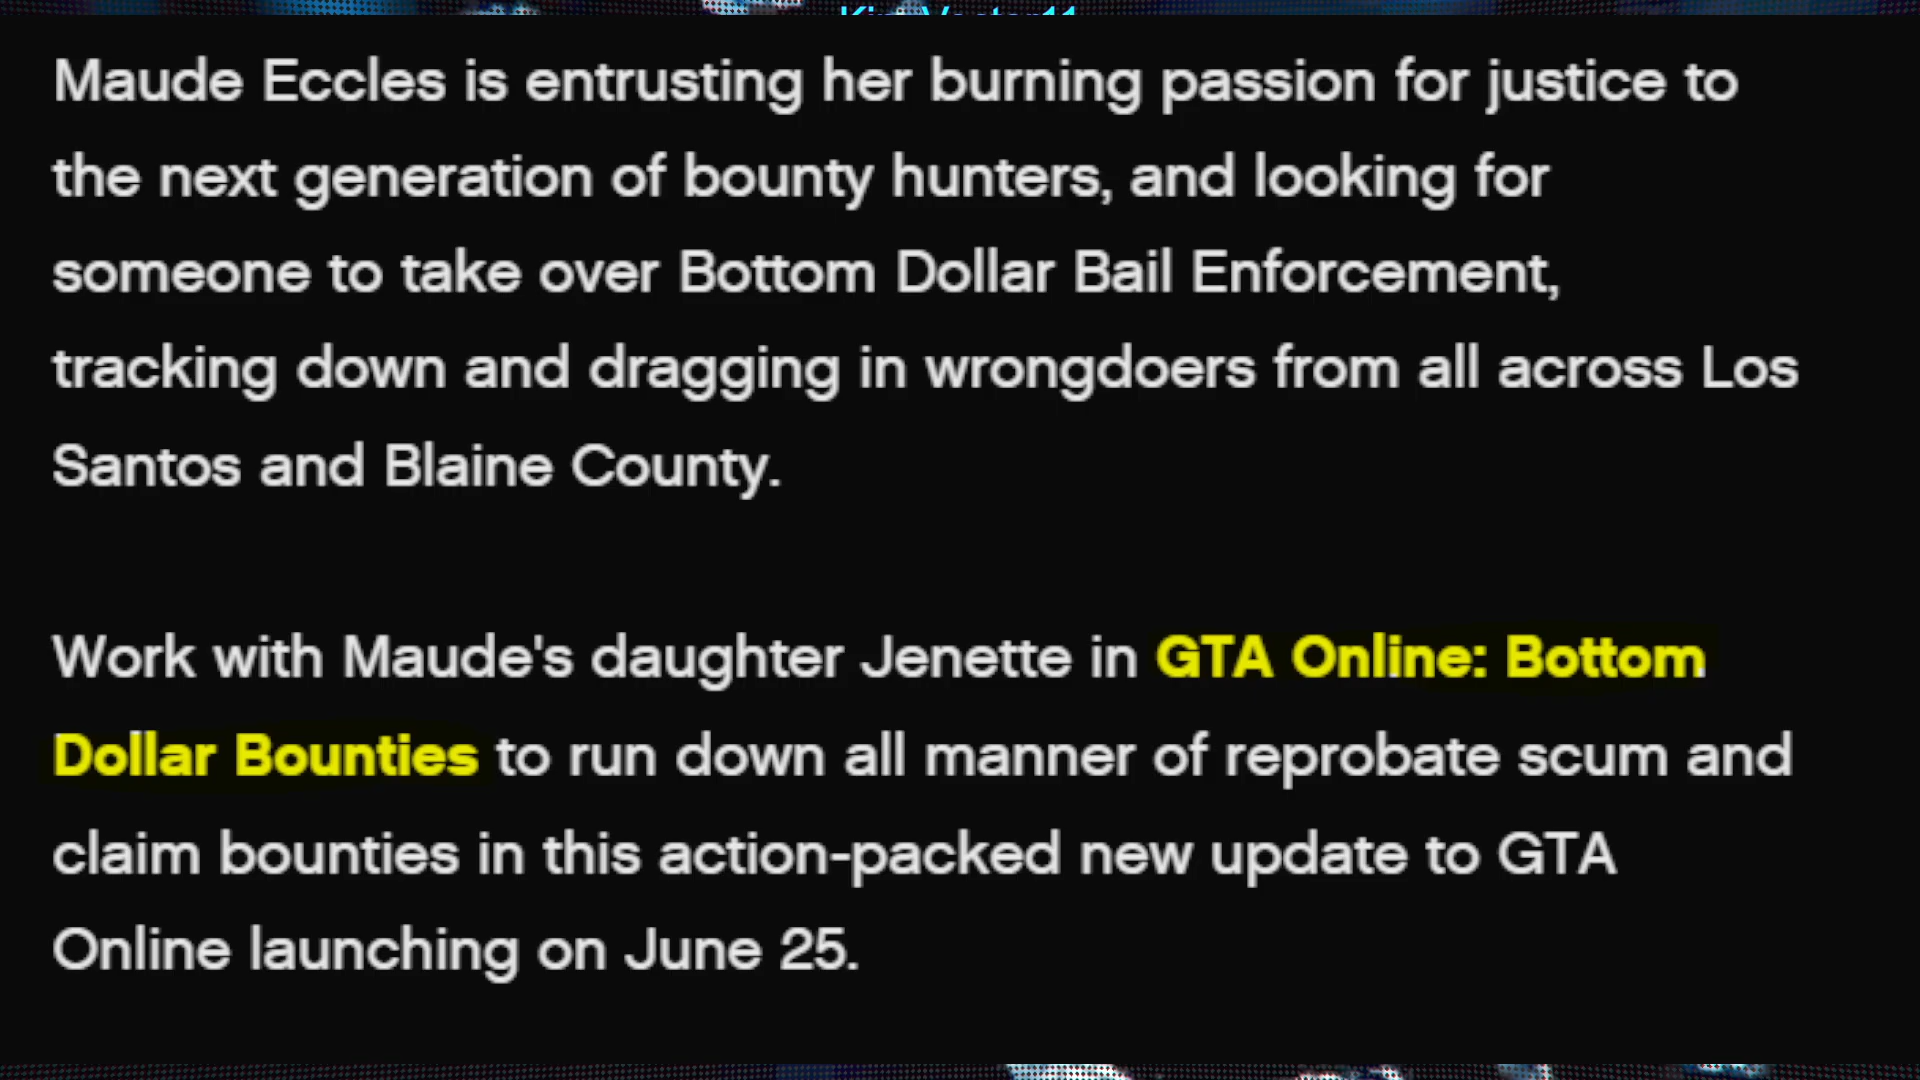 Maude Eccles is entrusting her burning passion for justice to
the next generation of bounty hunters, and looking for
someone to take over Bottom Dollar Bail Enforcement,
tracking down and dragging in wrongdoers from all across Los
Santos and Blaine County.
Work with Maude's daughter Jenette in GTA Online: Bottom
Dollar Bounties to run down all manner of reprobate scum and
claim bounties in this action-packed new update to GTA
Online launching on June 25.